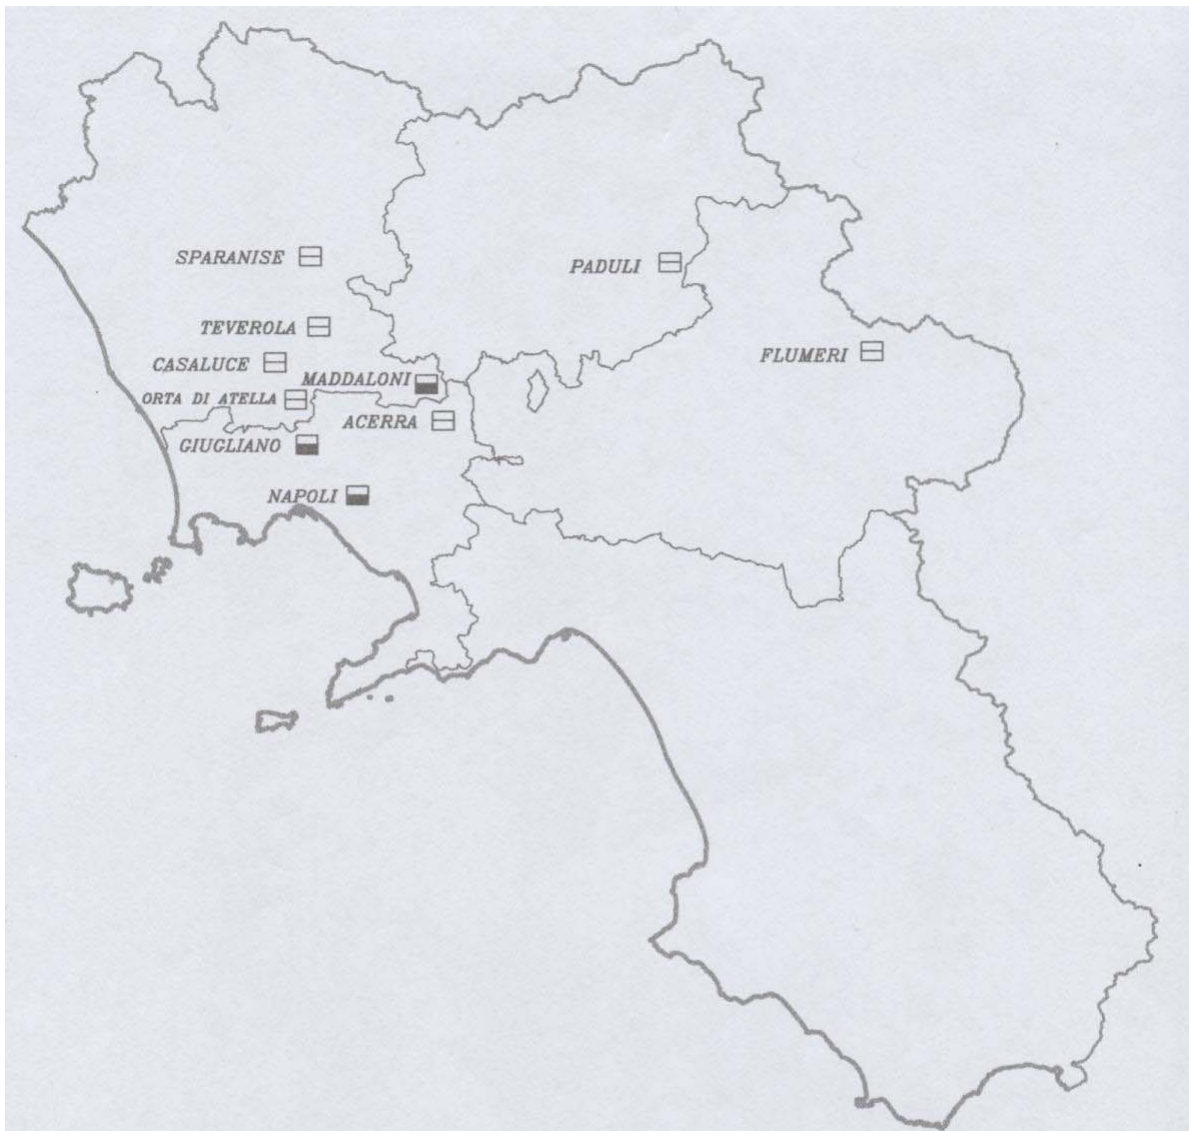 SPARANISE
PADULI
TEVEROLA
FLUMERI
CASALUCE
MADDALONI
ORTA DI ATELLA
ACERRA
GIUGLIANO
NAPOLI